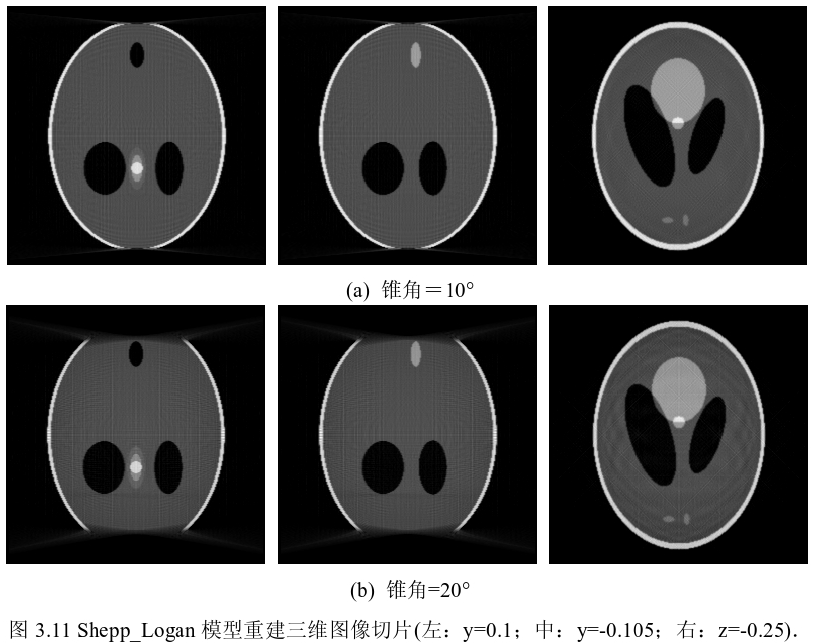 (a) 锥角＝10°
(b) 锥角=20°
图 3.11 Shepp_Logan 模型重建三维图像切片(左：y=0.1；中：y=-0.105；右：z=-0.25).